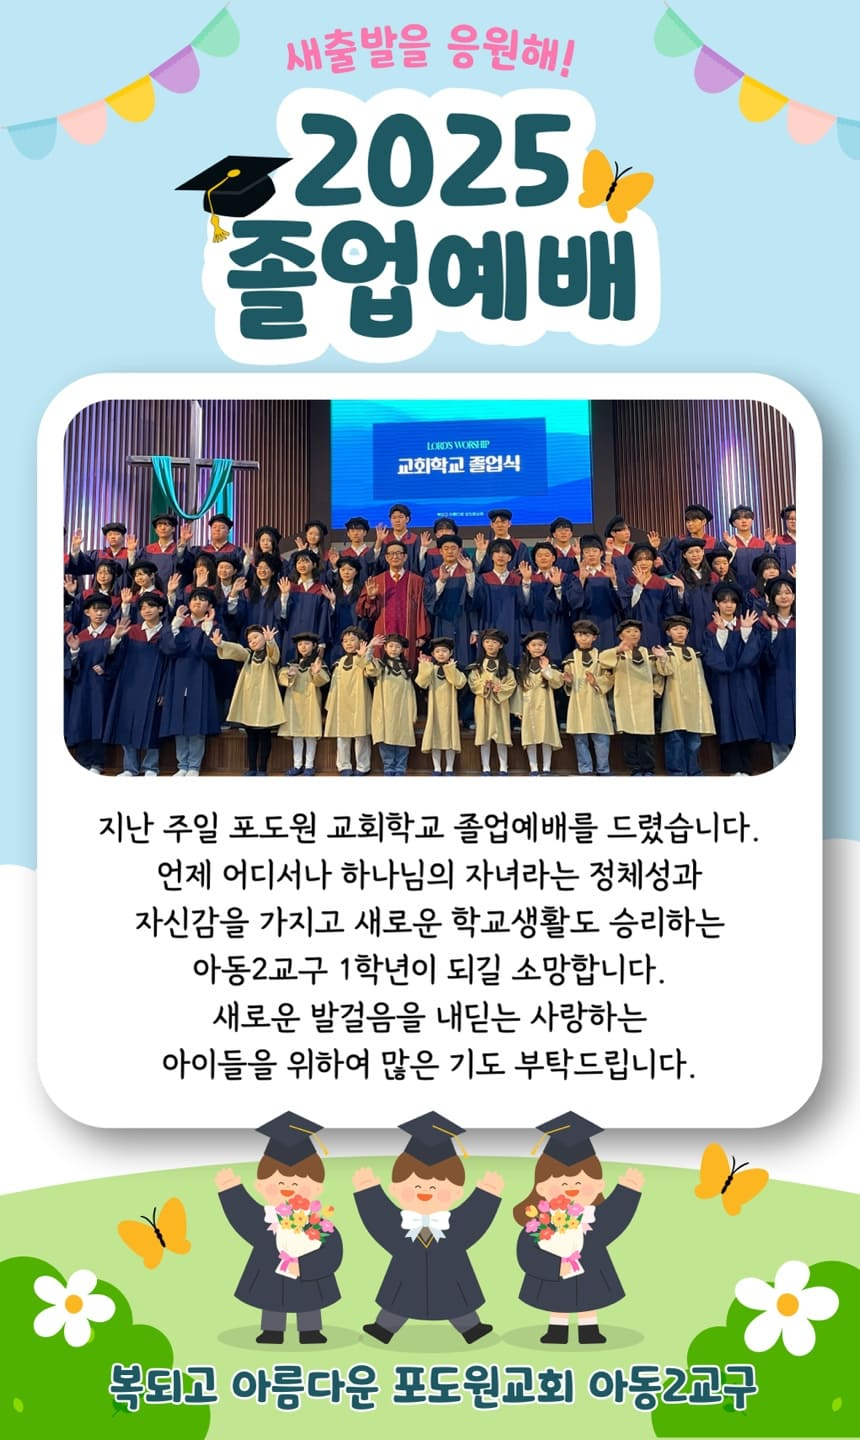 새출발을 응원해!
2025
졸업예배
LORD'S WORSHIP
교회학교 졸업식
지난 주일 포도원 교회학교 졸업예배를 드렸습니다.
언제 어디서나 하나님의 자녀라는 정체성과
자신감을 가지고 새로운 학교생활도 승리하는
아동2교구 1학년이 되길 소망합니다.
새로운 발걸음을 내딛는 사랑하는
아이들을 위하여 많은 기도 부탁드립니다.
복되고 아름다운 포도원교회 아동2교구